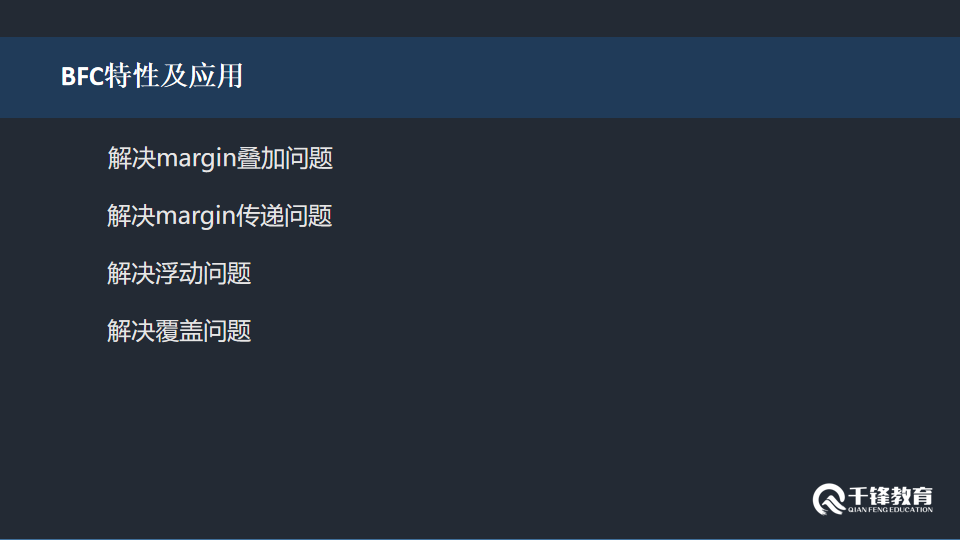 BFC特性及应用
解决margin叠加问题
解决margin传递问题
解决浮动问题
解决覆盖问题
千锋教育
QIAN FENG EDUCATION